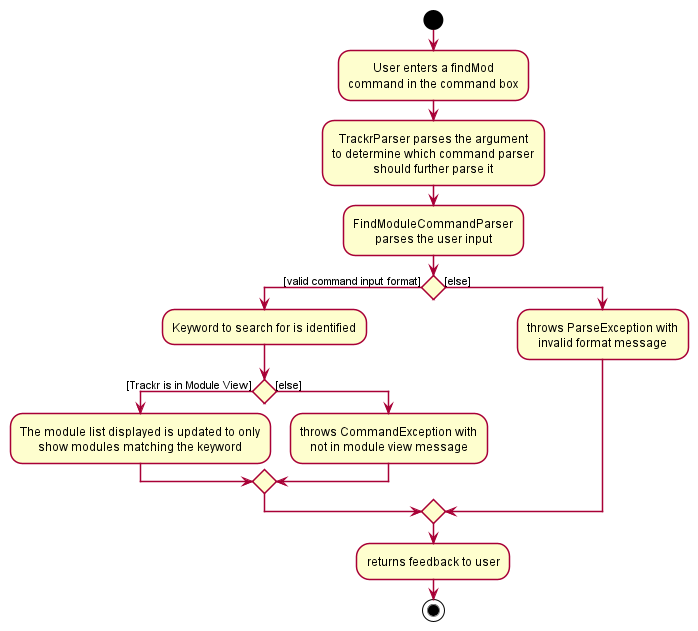 User enters a findMod
command in the command box
TrackrParser parses the argument
to determine which command parser
should further parse it
FindModuleCommandParser
parses the user input
[valid command input format]
[else]
Keyword to search for is identified
throws ParseException with
invalid format message
[Trackr is in Module View]
[else]
The module list displayed is updated to only
show modules matching the keyword
throws CommandException with
not in module view message
returns feedback to user